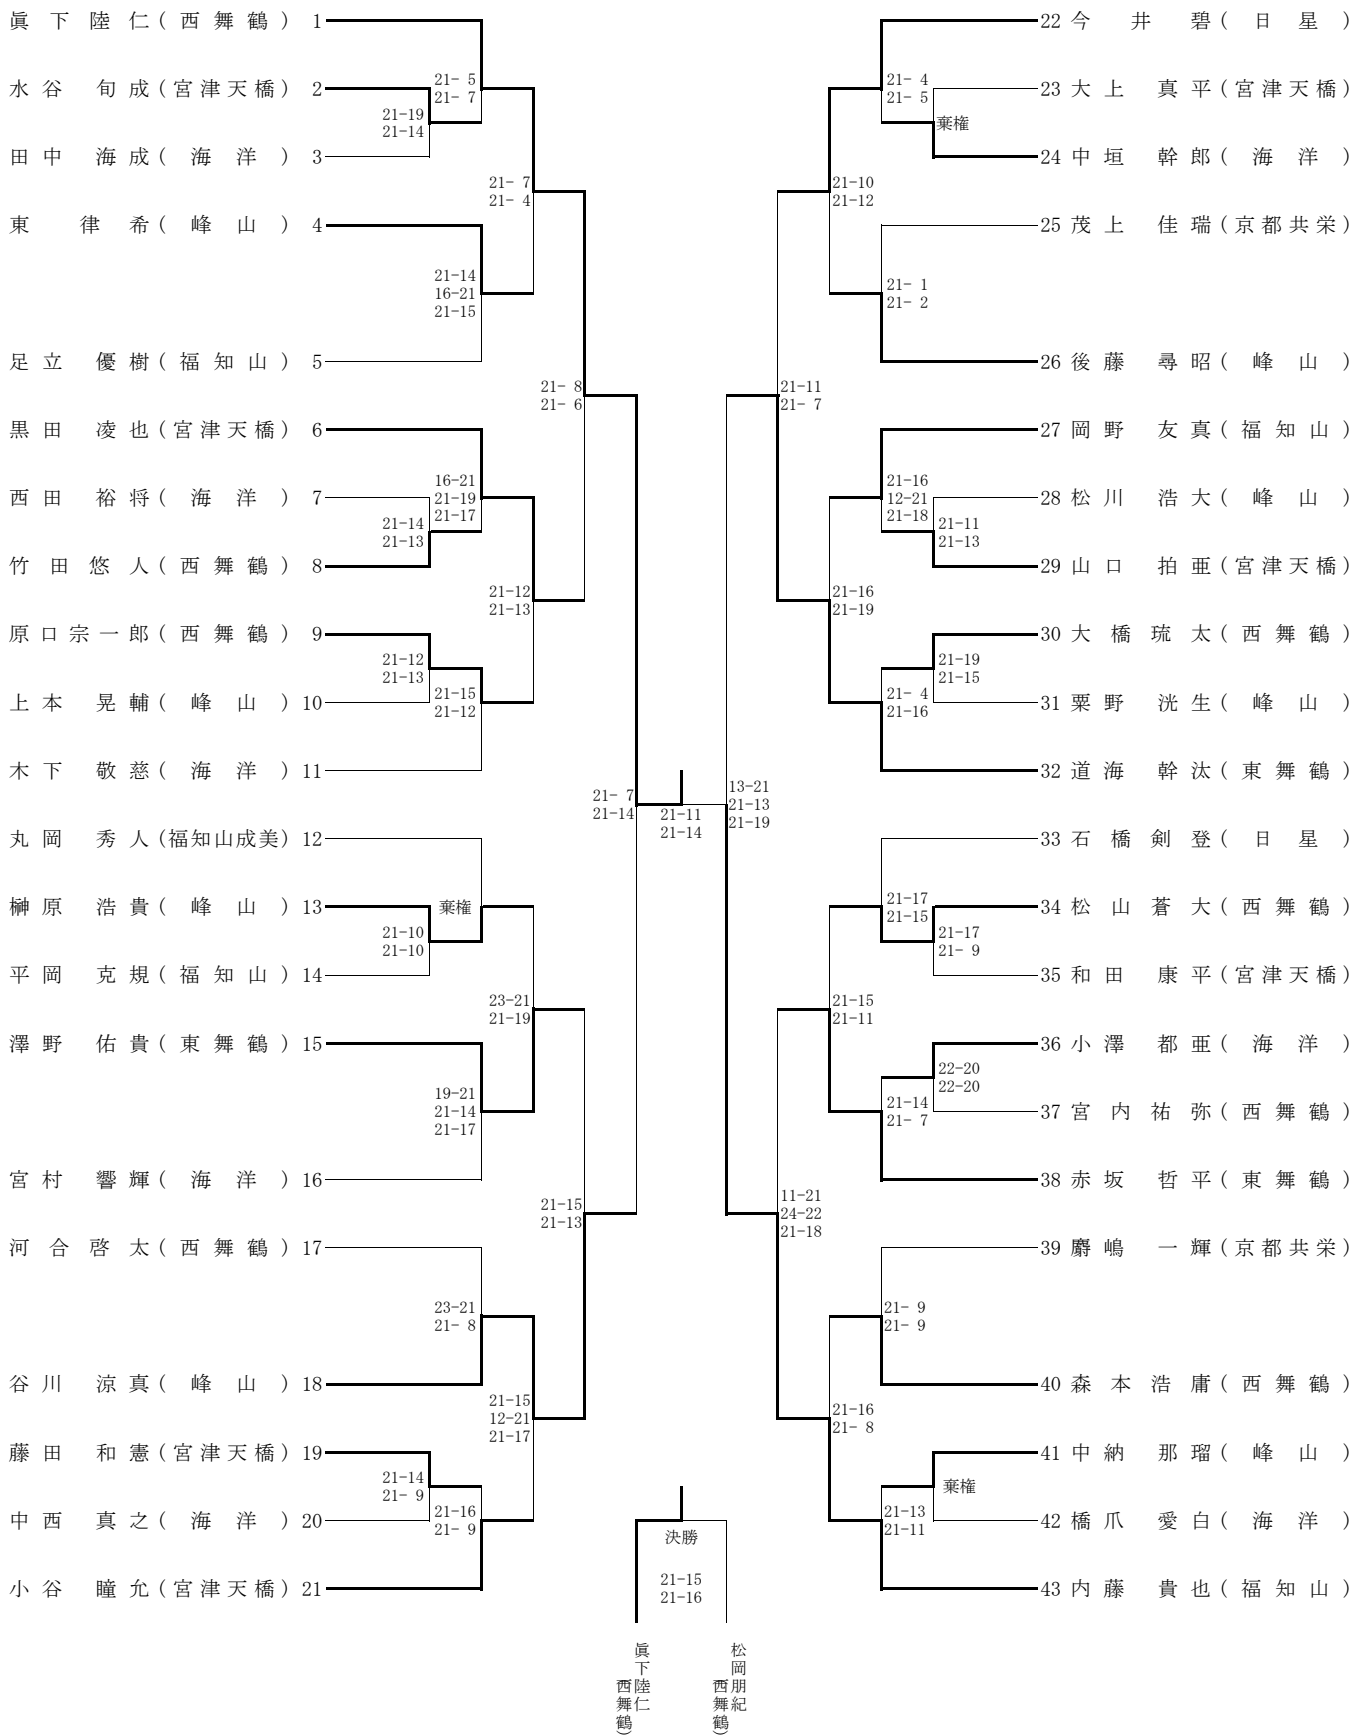 眞下陸仁(西舞鶴) 1
水谷 旬成(宮津天橋) 2
田中 海成(海洋) 3
東 律希(峰山) 4
足立 優樹(福知山) 5
黒田 凌也(宮津天橋) 6
西田 裕将(海洋) 7
竹田悠人(西舞鶴) 8
原口宗一郎(西舞鶴) 9
上本 晃輔(峰山) 10
木下 敬慈(海洋) 11
丸岡 秀人(福知山成美) 12
榊原 浩貴(峰山) 13
平岡 克規(福知山) 14
澤野 佑貴(東舞鶴) 15
宮村 響輝(海洋) 16
河合啓太(西舞鶴) 17
谷川 涼真(峰山) 18
藤田 和憲(宮津天橋) 19
中西 真之(海洋) 20
小谷 瞳允(宮津天橋) 21
21-19
21-14
21-12
21-13
21-14
21-13
21-10
21-10
21-14
21- 9
21- 5
21- 7
21-14
16-21
21-15
16-21
21-19
21-17
21-15
21-12
棄権
19-21
21-14
21-17
23-21
21- 8
21-16
21- 9
21- 7
21- 4
21-12
21-13
23-21
21-19
21-15
12-21
21-17
21- 8
21- 6
21-15
21-13
21- 7
21-14
21-11
21-14
13-21
21-13
21-19
21-11
21- 7
11-21
24-22
21-18
21-10
21-12
21-16
21-19
21-15
21-11
21-16
21- 8
21- 4
21- 5
21- 1
21- 2
21-16
12-21
21-18
21- 4
21-16
21-17
21-15
21-14
21- 7
21- 9
21- 9
21-13
21-11
棄権
21-11
21-13
21-19
21-15
21-17
21- 9
22-20
22-20
棄権
22 今井 碧(日星)
23 大上 真平(宮津天橋)
24 中垣 幹郎(海洋)
25 茂上 佳瑞(京都共栄)
26 後藤 尋昭(峰山)
27 岡野 友真(福知山)
28 松川 浩大(峰山)
29 山口 拍亜(宮津天橋)
30 大橋琉太(西舞鶴)
31 粟野 洸生(峰山)
32 道海 幹汰(東舞鶴)
33 石橋剣登(日星)
34 松山蒼大(西舞鶴)
35 和田 康平(宮津天橋)
36 小澤 都亜(海洋)
37 宮内祐弥(西舞鶴)
38 赤坂 哲平(東舞鶴)
39 麝嶋 一輝(京都共栄)
40 森本浩庸(西舞鶴)
41 中納 那瑠(峰山)
42 橋爪 愛白(海洋)
43 内藤 貴也(福知山)
決勝
21-15
21-16
眞下陸仁
西舞鶴)
松岡朋紀
西舞鶴)